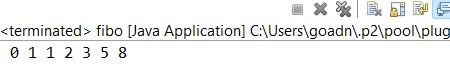 <terminated> fibo [Java Application] C:\Users\goadn\.p2\pool\plug
0 1 1 2 3 5 8